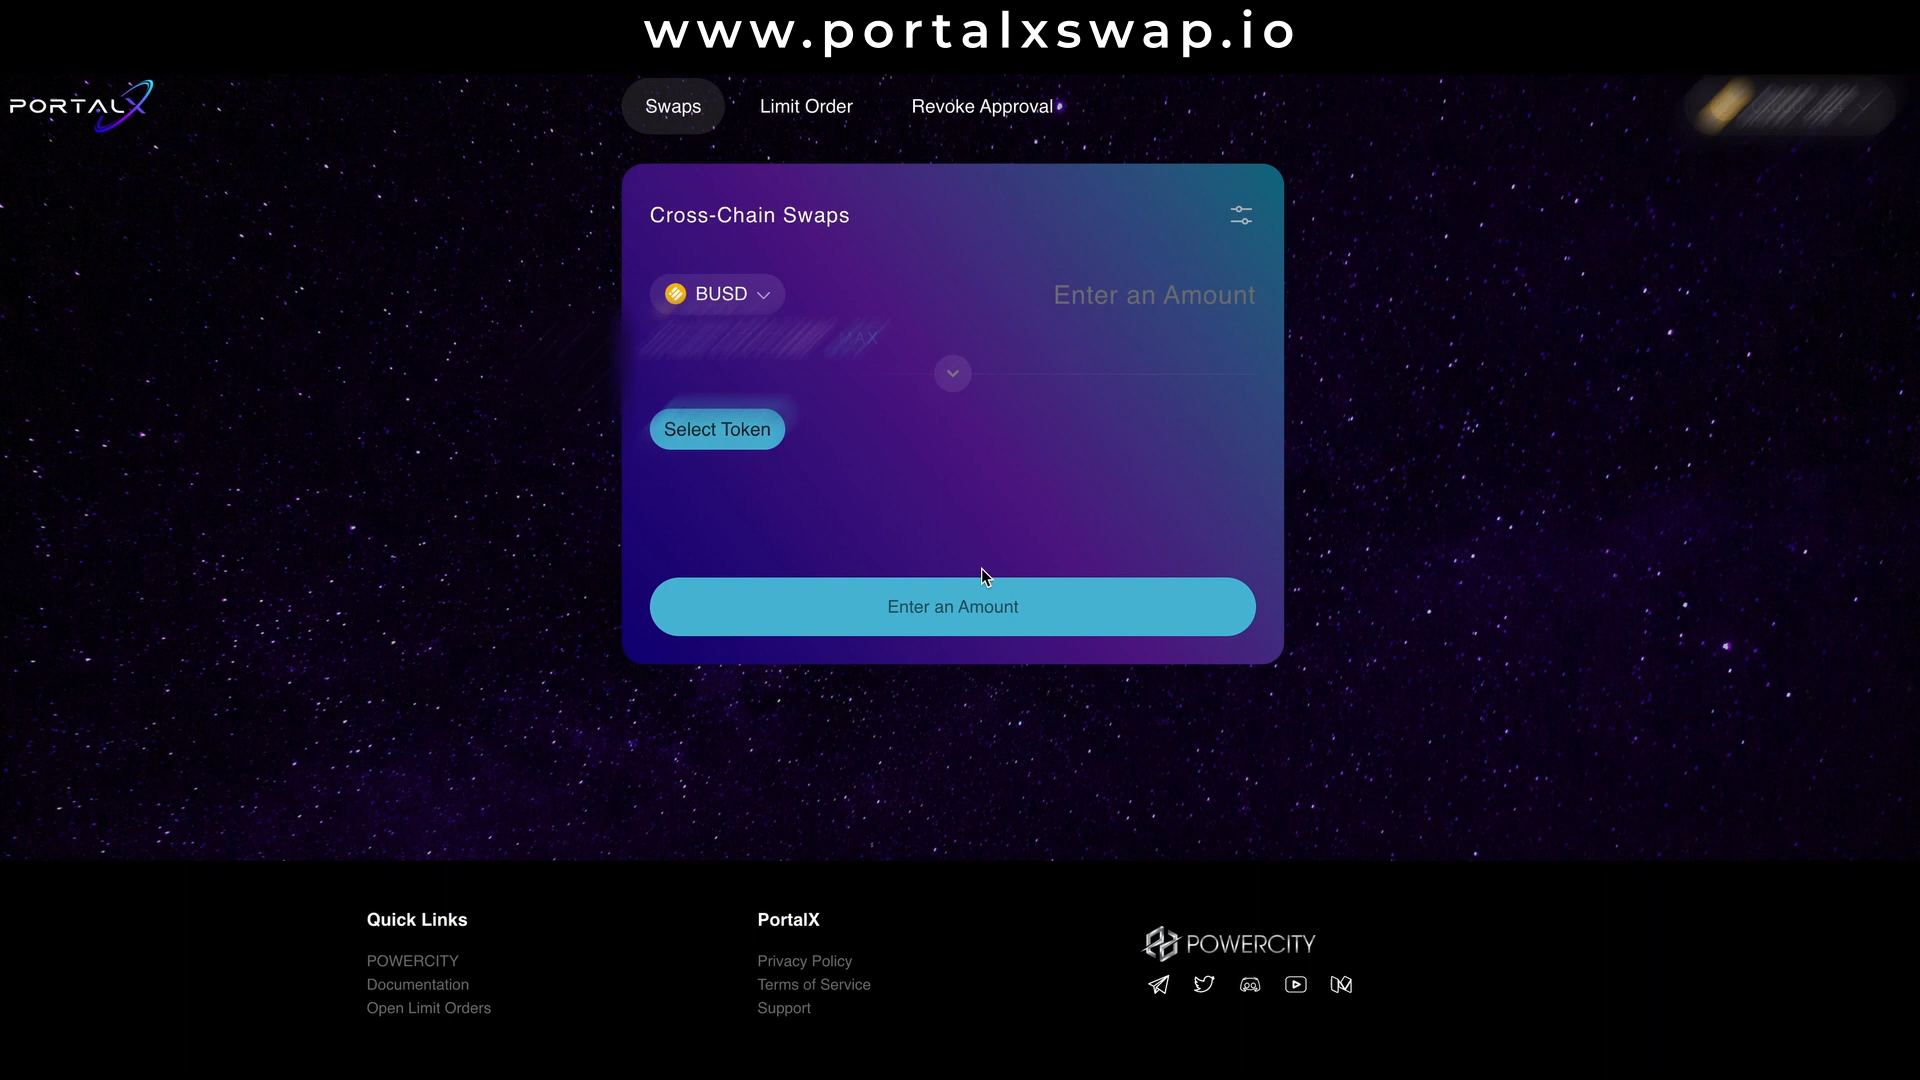 www.portalxswap.io
PORTALX
Swaps
Limit Order
Revoke Approval
Cross-Chain Swaps
BUSD
Enter an Amount
MAX
Select Token
Enter an Amount
Quick Links
POWERCITY
Documentation
Open Limit Orders
PortalX
Privacy Policy
Terms of Service
Support
POWERCITY